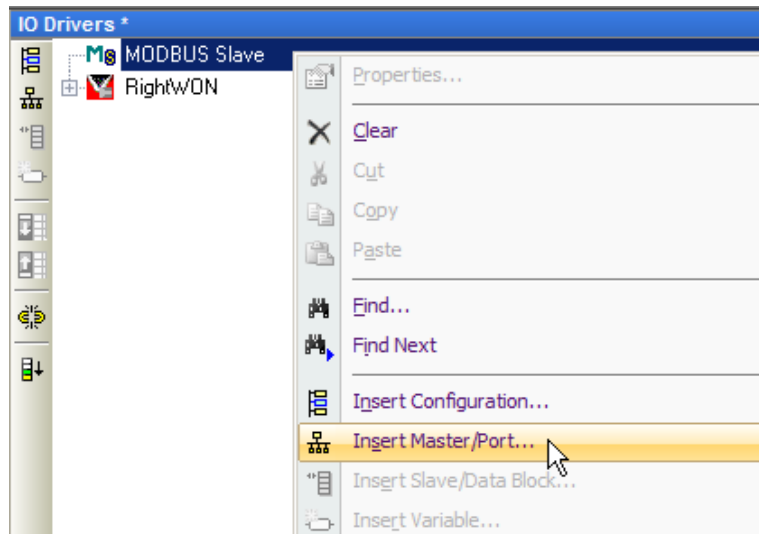 IO Drivers *
Mg MODBUS Slave
RightWON
Properties...
Clear
Cut
Copy
Paste
Find...
Find Next
Insert Configuration...
Insert Master/Port...
Insert Slave/Data Block...
Insert Variable...